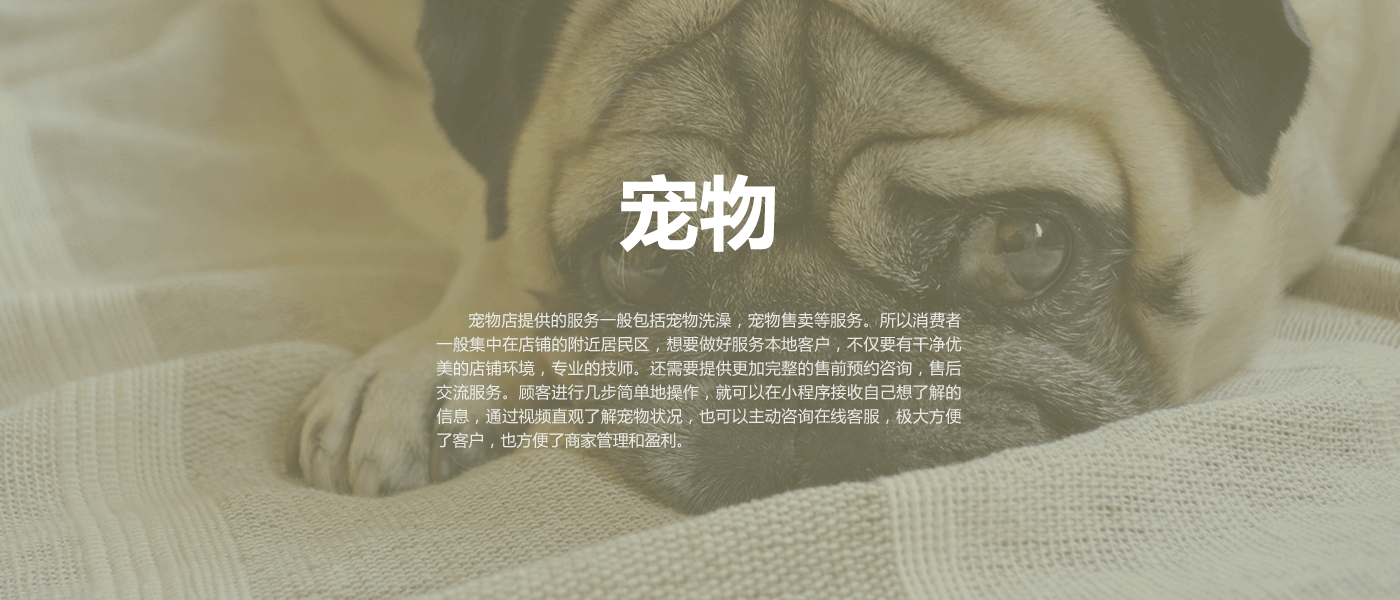 宠物
宠物店提供的服务一般包括宠物洗澡，宠物售卖等服务。所以消费者
一般集中在店铺的附近居民区，想要做好服务本地客户，不仅要有干净优
美的店铺环境，专业的技师。还需要提供更加完整的售前预约咨询，售后
交流服务。顾客进行几步简单地操作，就可以在小程序接收自己想了解的
信息，通过视频直观了解宠物状况，也可以主动咨询在线客服，极大方便
了客户，也方便了商家管理和盈利。